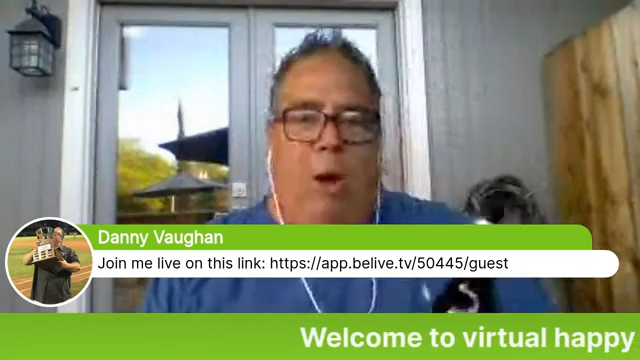 Danny Vaughan
Join me live on this link: https://app.belive.tv/50445/guest
Welcome to virtual happy